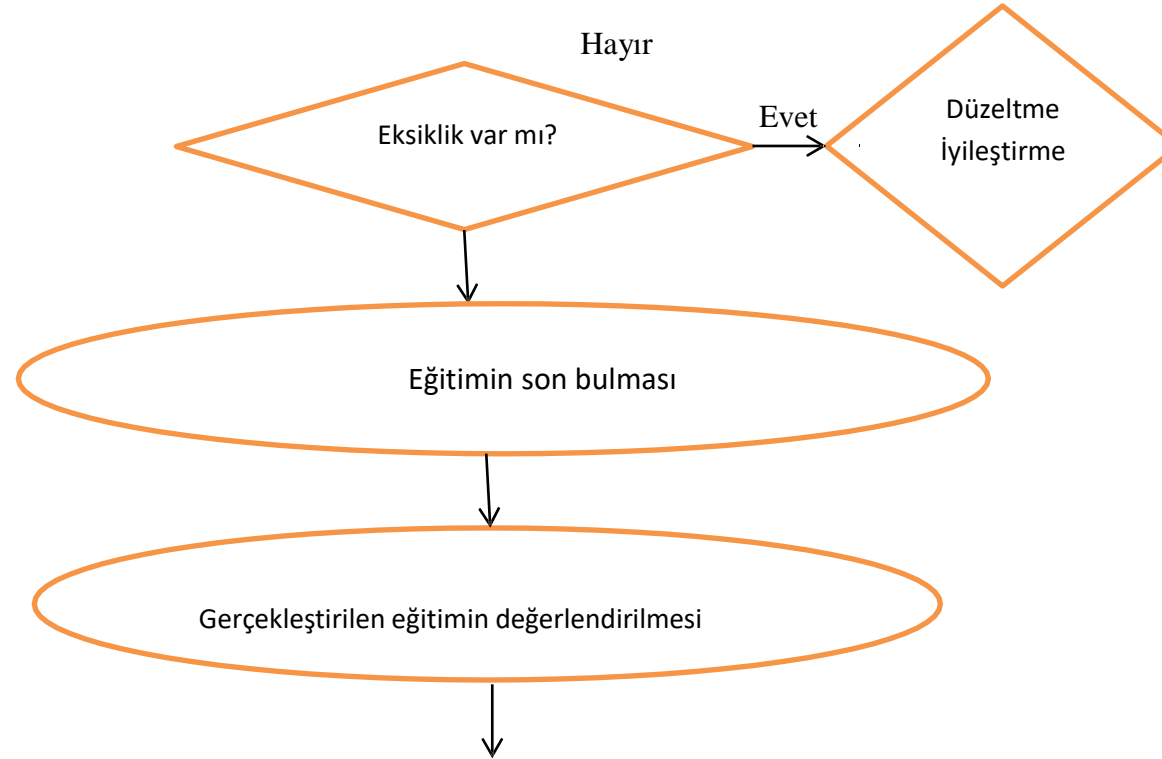 Hayır
Eksiklik var mı?
Evet
Düzeltme
İyileştirme
Eğitimin son bulması
Gerçekleştirilen eğitimin değerlendirilmesi